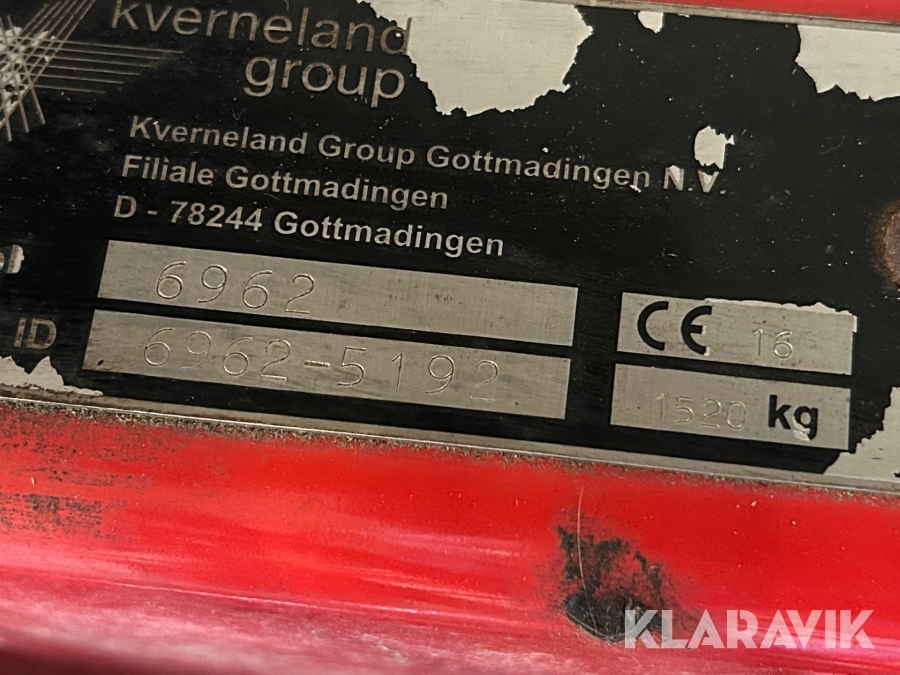 kverneland
group
Kverneland Group Gottmadingen N.V.
Filiale Gottmadingen
D - 78244 Gottmadingen
6962
CE 16
ID 6962-5192
1520 kg
KLARAVIK